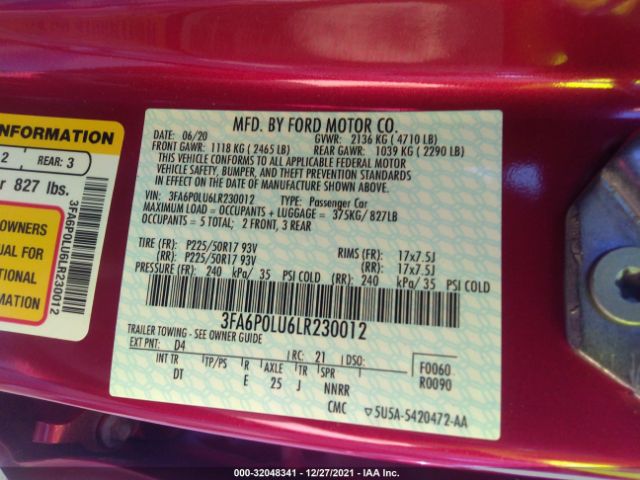 INFORMATION
2 REAR: 3
r 827 lbs.
OWNERS
UAL FOR
TIONAL
RMATION
3FA6P0LU6LR230012
MFD. BY FORD MOTOR CO.
06/20 GVWR: 2136 KG ( 4710 LB)
FRONT GAWR: 1118 KG ( 2465 LB) REAR GAWR: 1039 KG ( 2290 LB)
THIS VEHICLE CONFORMS TO ALL APPLICABLE FEDERAL MOTOR
VEHICLE SAFETY, BUMPER, AND THEFT PREVENTION STANDARDS
IN EFFECT ON THE DATE OF MANUFACTURE SHOWN ABOVE.
VIN: 3FA6P0LU6LR230012 TYPE: Passenger Car
MAXIMUM LOAD = OCCUPANTS + LUGGAGE = 375KG/827LB
OCCUPANTS = 5 TOTAL; 2 FRONT, 3 REAR
TIRE (FR): P225/50R17 93V RIMS (FR): 17x7.5J
(RR): P225/50R17 93V (RR): 17x7.5J
PRESSURE (FR): 240 kPa/ 35 PSI COLD (RR): 240 kPa/ 35 PSI COLD
3FA6P0LU6LR230012
TRAILER TOWING - SEE OWNER GUIDE
EXT PNT: D4 RC: 21 DSO: F0060
INT TR TP/PS R AXLE TR SPR R0090
DT E 25 J NNRR
CMC ▽5U5A-5420472-AA
000-32048341 - 12/27/2021 - IAA Inc.